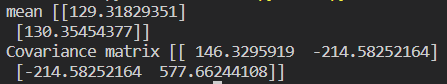 mean [[129.31829351]
 [130.35454377]]
Covariance matrix [[ 146.3295919  -214.58252164]
 [-214.58252164  577.66244108]]